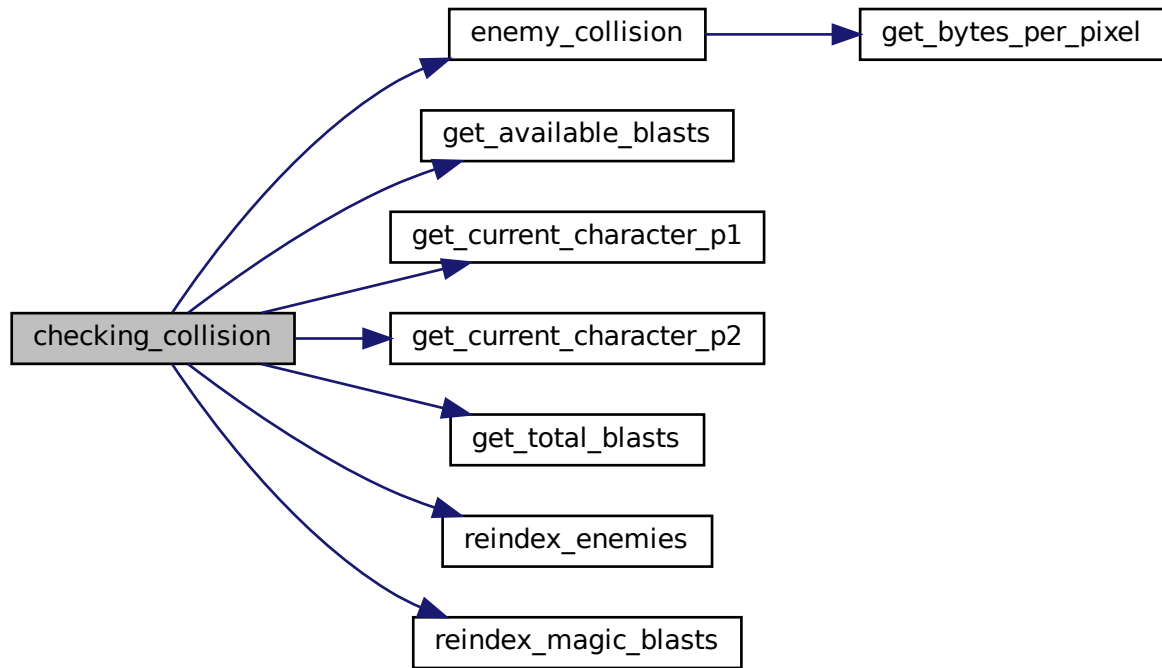 enemy_collision
get_bytes_per_pixel
get_available_blasts
get_current_character_p1
checking_collision
get_current_character_p2
get_total_blasts
reindex_enemies
reindex_magic_blasts